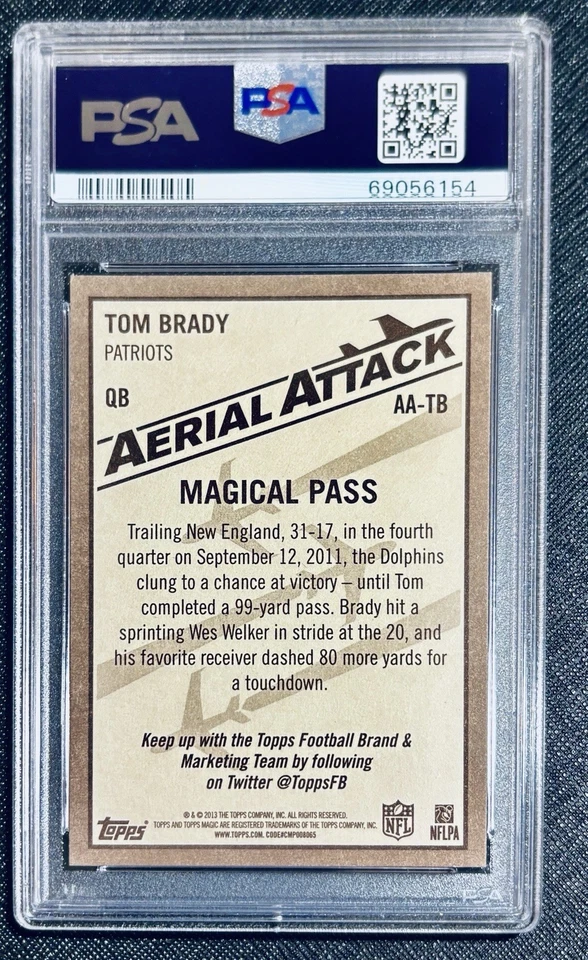 PSA
PSA
69056154
TOM BRADY
PATRIOTS
QB
AERIAL ATTACK
AA-TB
MAGICAL PASS
Trailing New England, 31-17, in the fourth
quarter on September 12, 2011, the Dolphins
clung to a chance at victory – until Tom
completed a 99-yard pass. Brady hit a
sprinting Wes Welker in stride at the 20, and
his favorite receiver dashed 80 more yards for
a touchdown.
Keep up with the Topps Football Brand &
Marketing Team by following
on Twitter @ToppsFB
Topps
® & © 2013 THE TOPPS COMPANY, INC. ALL RIGHTS RESERVED.
TOPPS AND TOPPS MAGIC ARE REGISTERED TRADEMARKS OF THE TOPPS COMPANY, INC.
WWW.TOPPS.COM. CODE#CMP008065
NFL
NFLPA
PSA